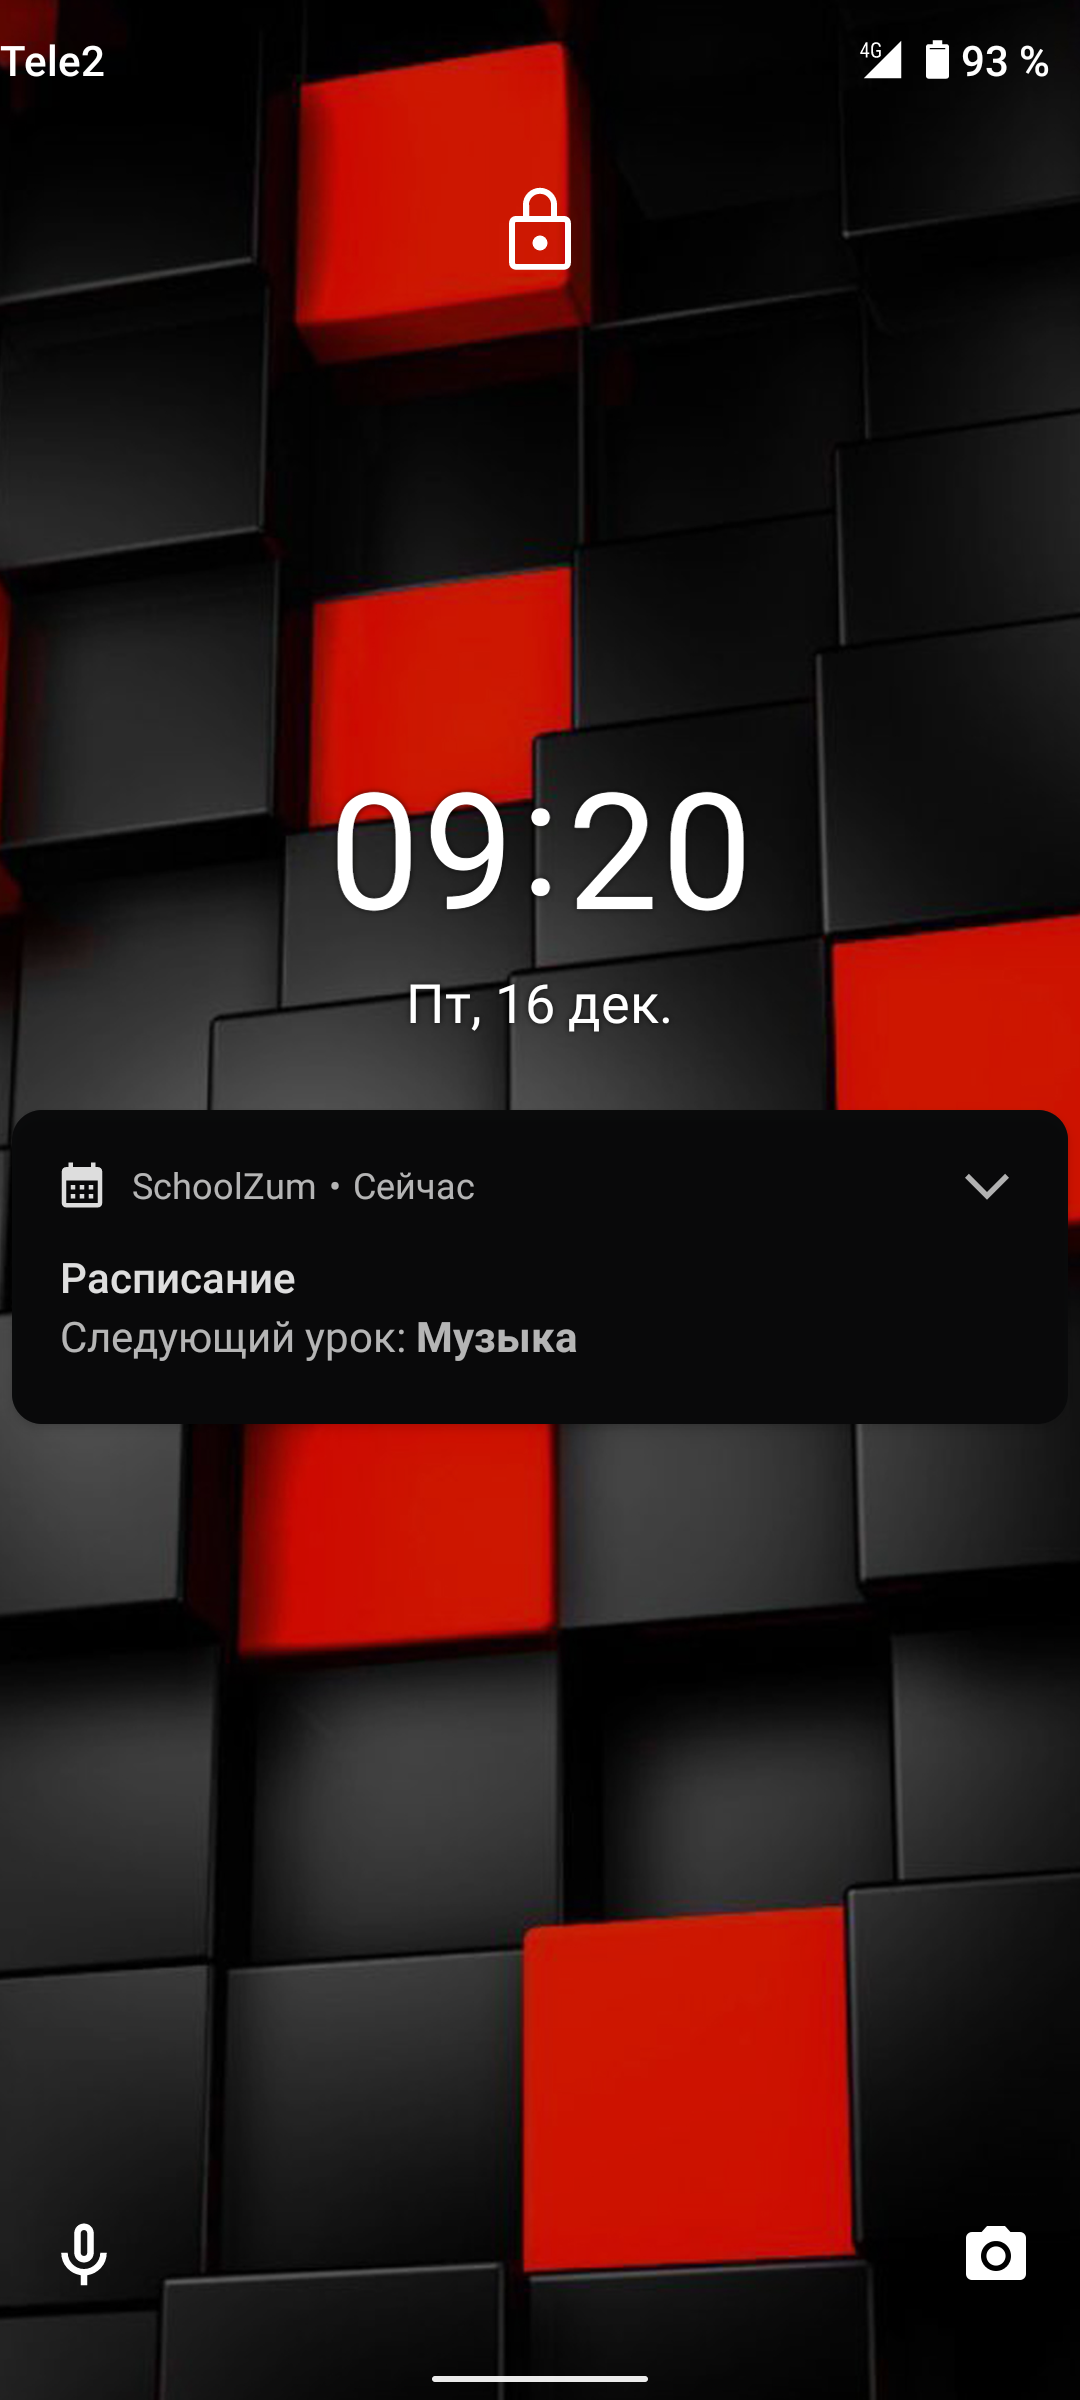 Tele2
4G 93 %
09:20
Пт, 16 дек.
SchoolZum • Сейчас
Расписание
Следующий урок: Музыка